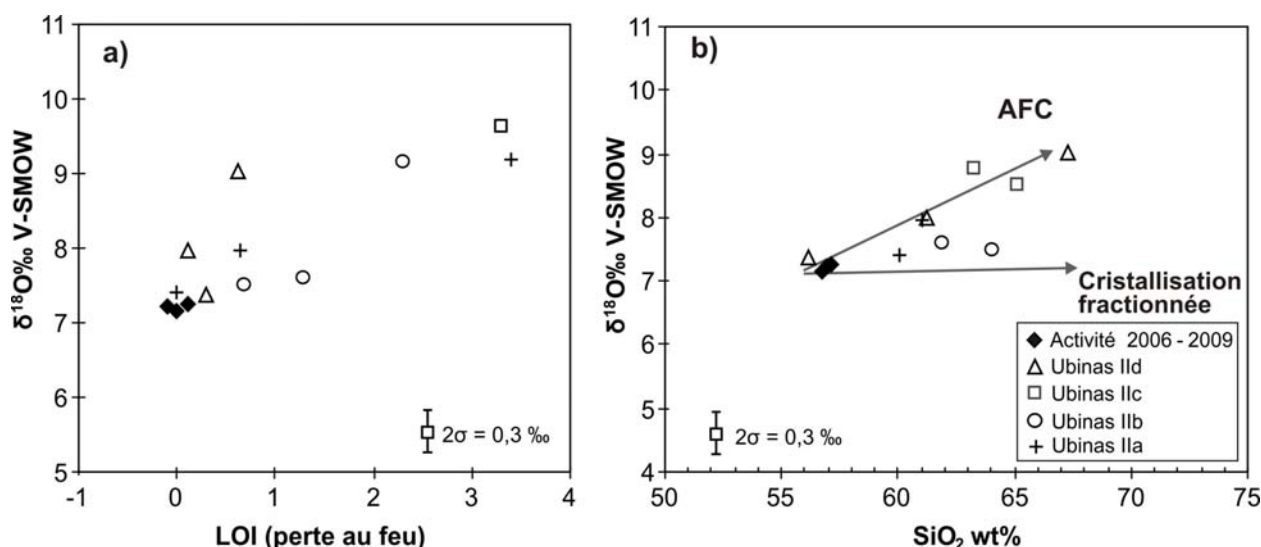 a)
11
10
9
8
7
6
5
δ¹⁸O‰ V-SMOW
2σ = 0,3 ‰
-1 0 1 2 3 4
LOI (perte au feu)
b)
11
10
9
8
7
6
5
4
δ¹⁸O‰ V-SMOW
AFC
Cristallisation
fractionnée
Activité 2006 - 2009
Ubinas IId
Ubinas IIc
Ubinas IIb
Ubinas IIa
2σ = 0,3 ‰
50 55 60 65 70 75
SiO₂ wt%